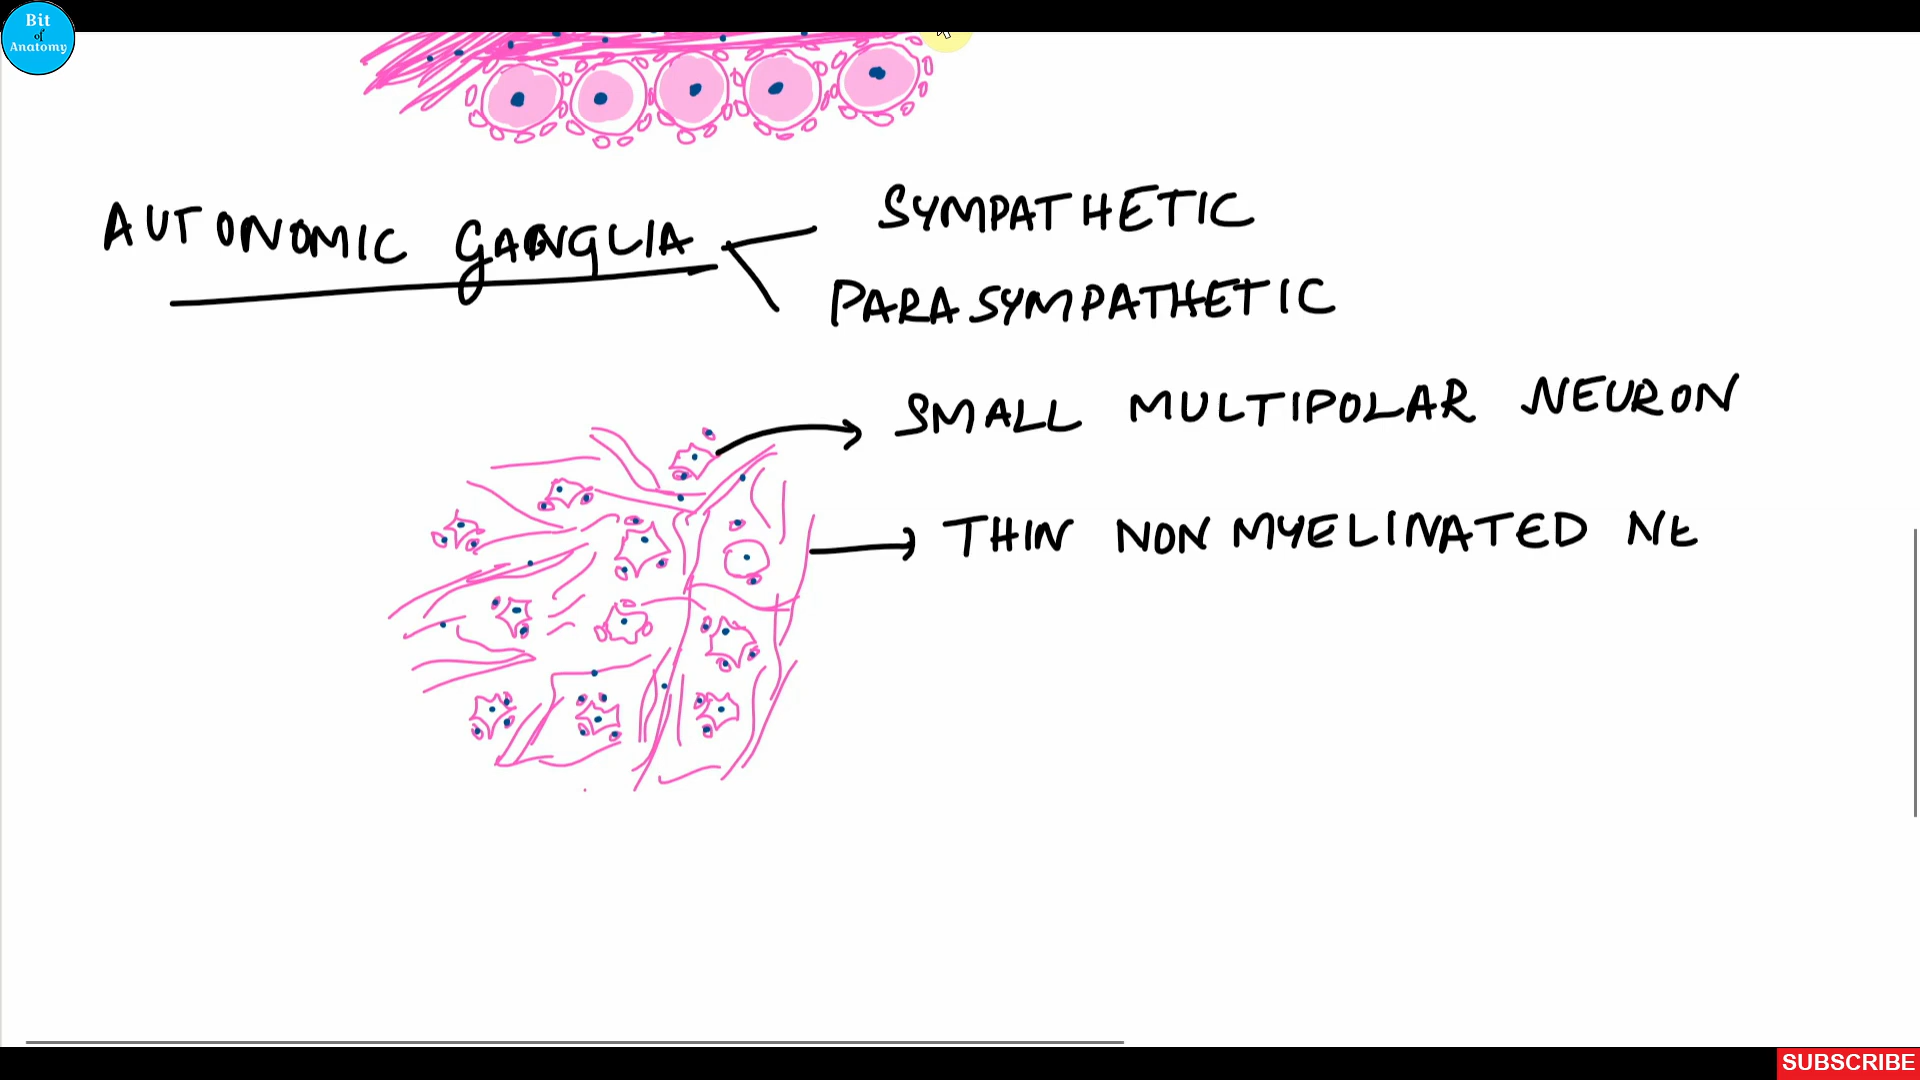 Bit
of
Anatomy
AUTONOMIC GANGLIA
SYMPATHETIC
PARASYMPATHETIC
SMALL MULTIPOLAR NEURON
THIN NON MYELINATED NE
SUBSCRIBE